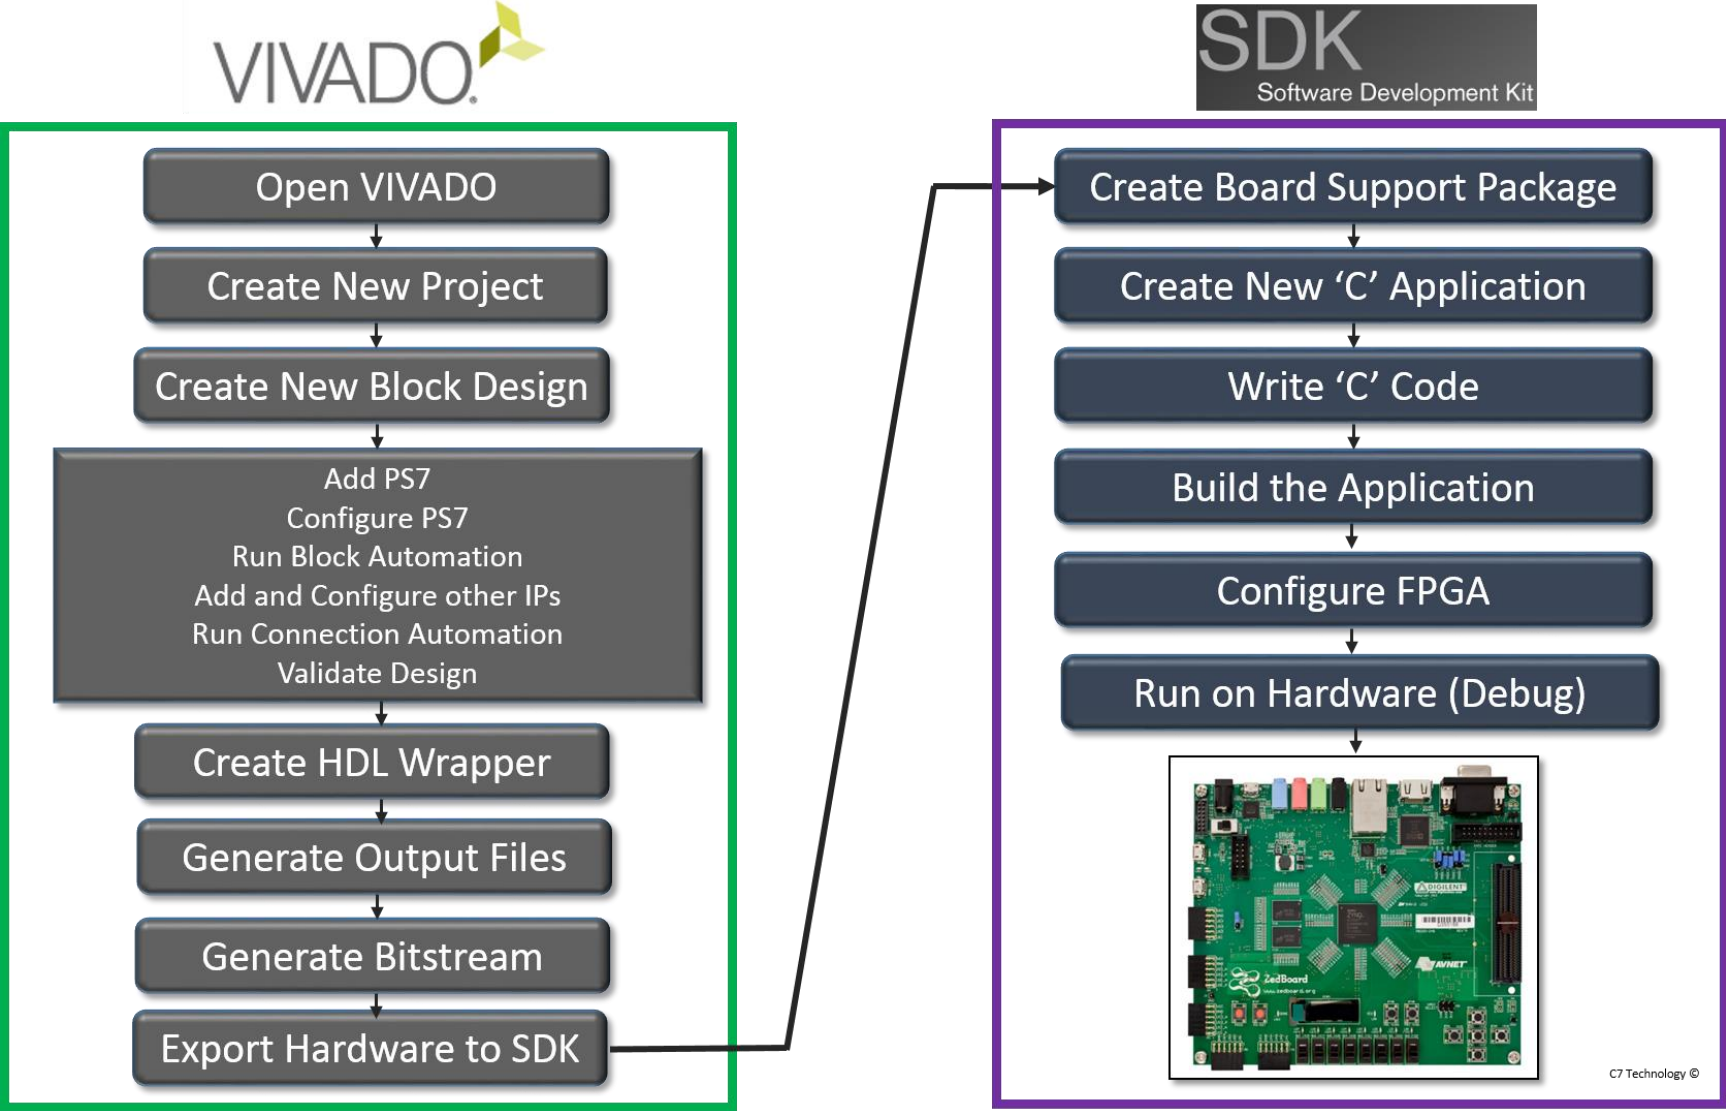 VIVADO.
Open VIVADO
Create New Project
Create New Block Design
Add PS7
Configure PS7
Run Block Automation
Add and Configure other IPs
Run Connection Automation
Validate Design
Create HDL Wrapper
Generate Output Files
Generate Bitstream
Export Hardware to SDK
SDK
Software Development Kit
Create Board Support Package
Create New ‘C’ Application
Write ‘C’ Code
Build the Application
Configure FPGA
Run on Hardware (Debug)
DIGILENT
AVNET
ZedBoard
www.zedboard.org
C7 Technology ©